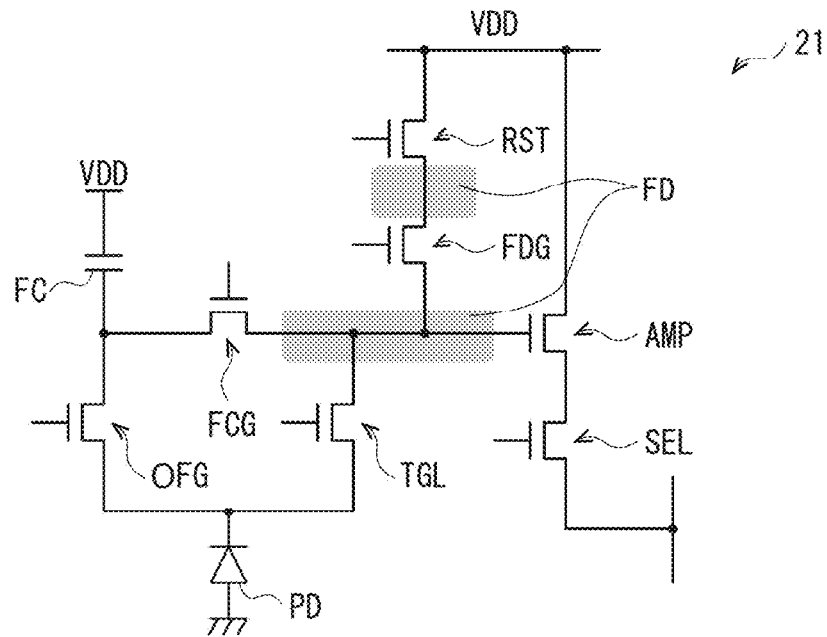 VDD
21
RST
VDD
FD
FDG
FC
AMP
FCG
SEL
OFG
TGL
PD